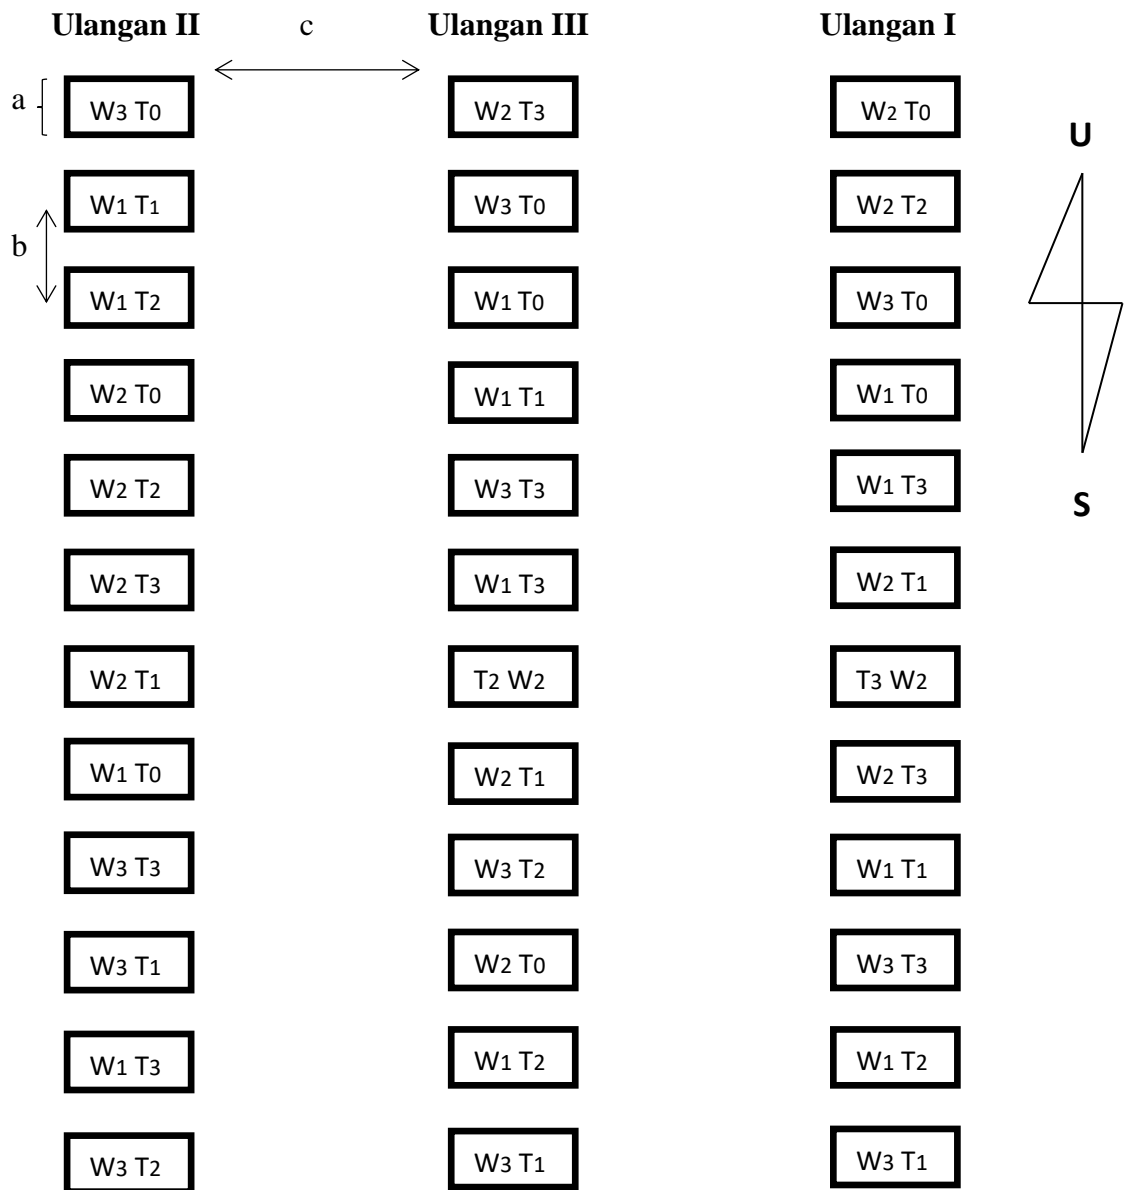 Ulangan II c Ulangan III Ulangan I
a W3 T0 W2 T3 W2 T0
U
W1 T1 W3 T0 W2 T2
b
W1 T2 W1 T0 W3 T0
W2 T0 W1 T1 W1 T0
W2 T2 W3 T3 W1 T3
S
W2 T3 W1 T3 W2 T1
W2 T1 T2 W2 T3 W2
W1 T0 W2 T1 W2 T3
W3 T3 W3 T2 W1 T1
W3 T1 W2 T0 W3 T3
W1 T3 W1 T2 W1 T2
W3 T2 W3 T1 W3 T1